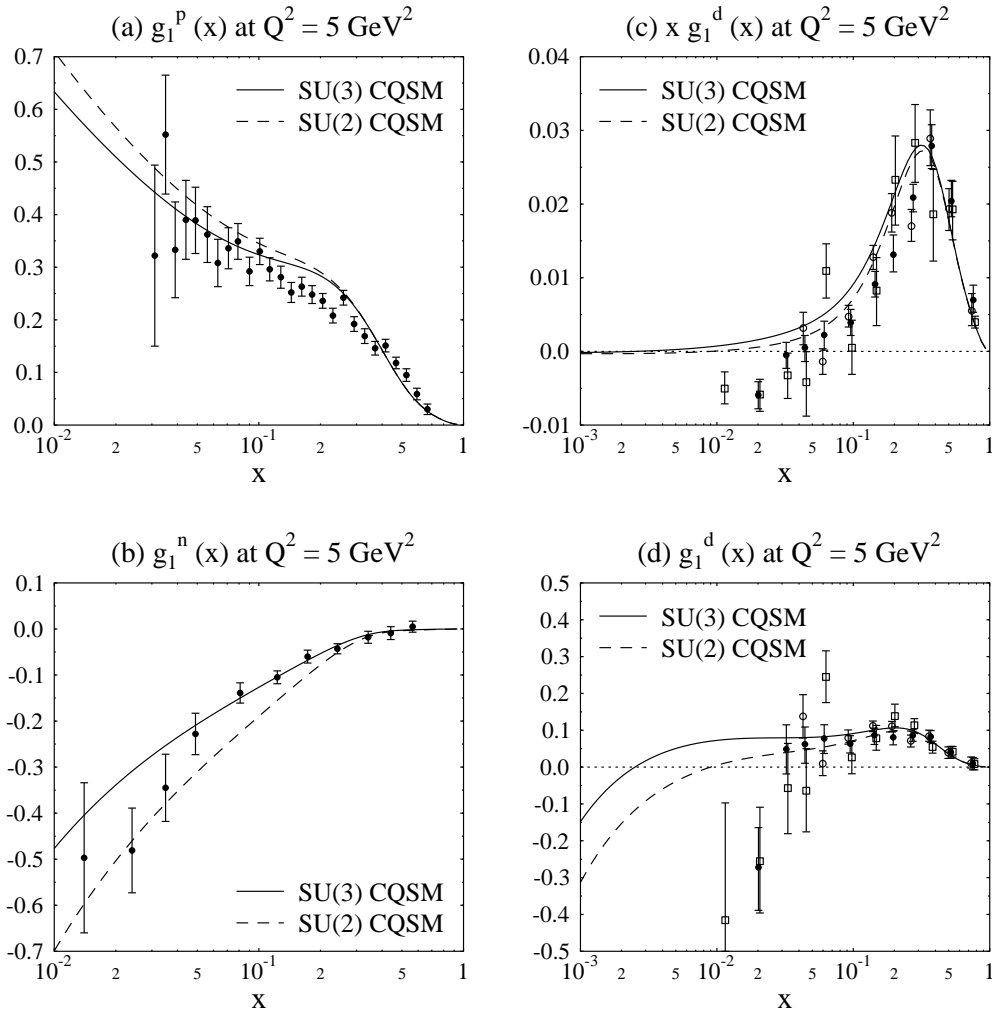 (a) g₁ᵖ (x) at Q² = 5 GeV²
0.7
0.6
0.5
0.4
0.3
0.2
0.1
0.0
SU(3) CQSM
SU(2) CQSM
10⁻² 2 5 10⁻¹ 2 5 1
x
(c) x g₁ᵈ (x) at Q² = 5 GeV²
0.04
0.03
0.02
0.01
0.0
-0.01
SU(3) CQSM
SU(2) CQSM
10⁻³ 2 5 10⁻² 2 5 10⁻¹ 2 5 1
x
(b) g₁ⁿ (x) at Q² = 5 GeV²
0.1
0.0
-0.1
-0.2
-0.3
-0.4
-0.5
-0.6
-0.7
SU(3) CQSM
SU(2) CQSM
10⁻² 2 5 10⁻¹ 2 5 1
x
(d) g₁ᵈ (x) at Q² = 5 GeV²
0.5
0.4
0.3
0.2
0.1
0.0
-0.1
-0.2
-0.3
-0.4
-0.5
SU(3) CQSM
SU(2) CQSM
10⁻³ 2 5 10⁻² 2 5 10⁻¹ 2 5 1
x